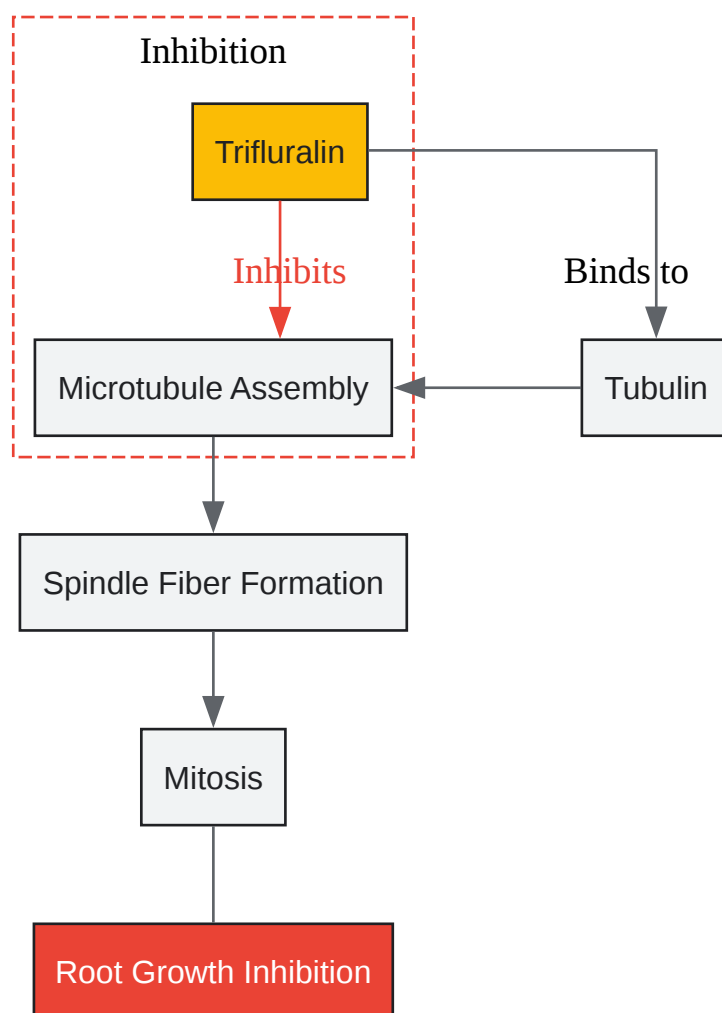 Inhibition
Trifluralin
Inhibits
Binds to
Microtubule Assembly
Tubulin
Spindle Fiber Formation
Mitosis
Root Growth Inhibition